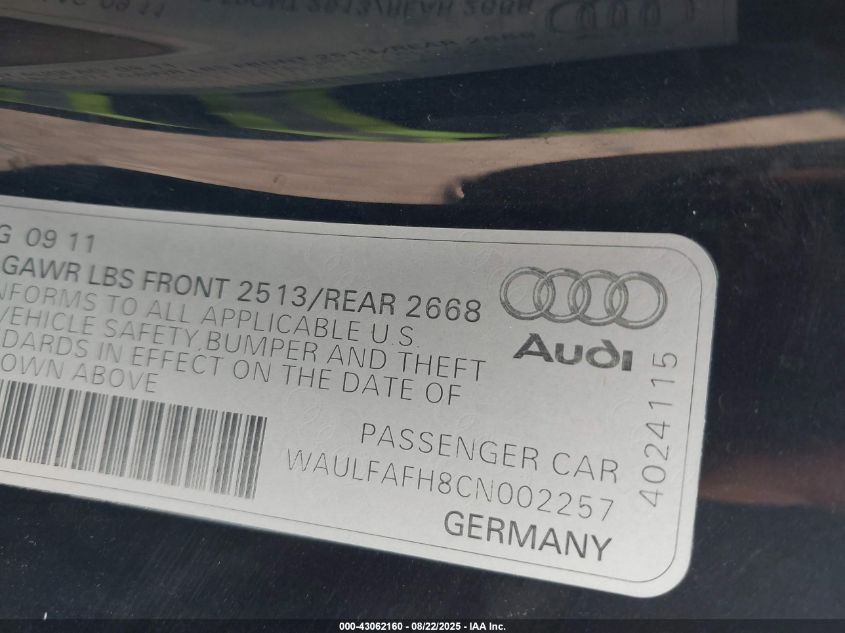 G 09 11
GAWR LBS FRONT 2513/REAR 2668
NFORMS TO ALL APPLICABLE U.S.
VEHICLE SAFETY, BUMPER AND THEFT
DARDS IN EFFECT ON THE DATE OF
OWN ABOVE
Audi
4024115
PASSENGER CAR
WAULFAFH8CN002257
GERMANY
000-43062160 - 08/22/2025 - IAA Inc.